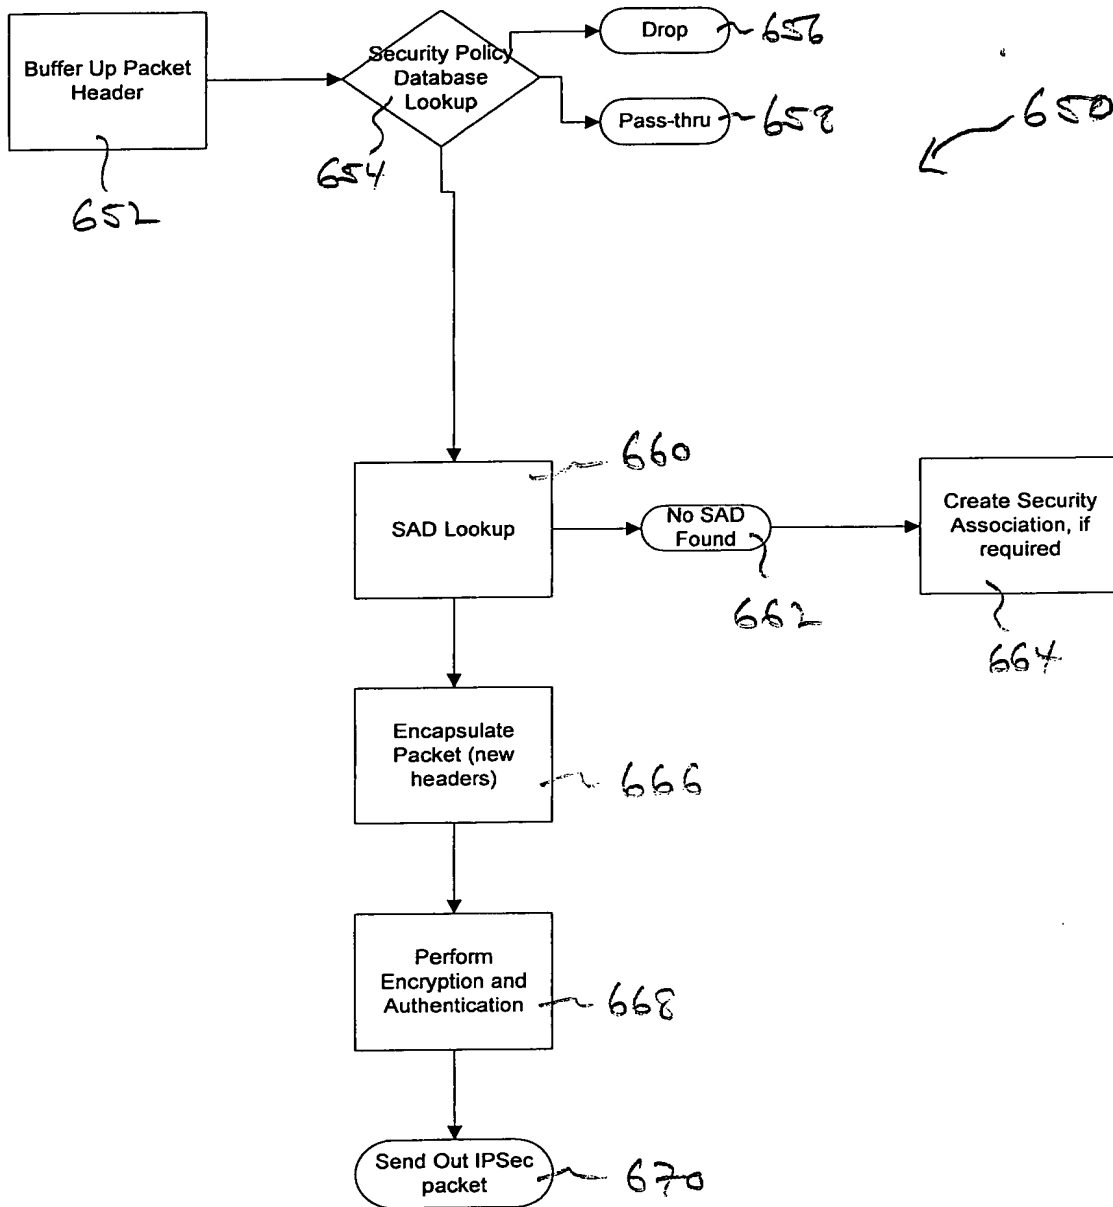 Buffer Up Packet
Header
652
Security Policy
Database
Lookup
654
Drop
656
Pass-thru
658
650
SAD Lookup
660
No SAD
Found
662
Create Security
Association, if
required
664
Encapsulate
Packet (new
headers)
666
Perform
Encryption and
Authentication
668
Send Out IPSec
packet
670